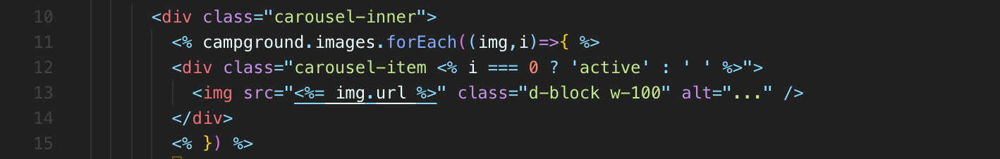 10 <div class="carousel-inner">
11 <% campground.images.forEach((img,i)=>{ %>
12 <div class="carousel-item <% i === 0 ? 'active' : ' ' %>">
13 <img src="<%= img.url %>" class="d-block w-100" alt="..." />
14 </div>
15 <% }) %>